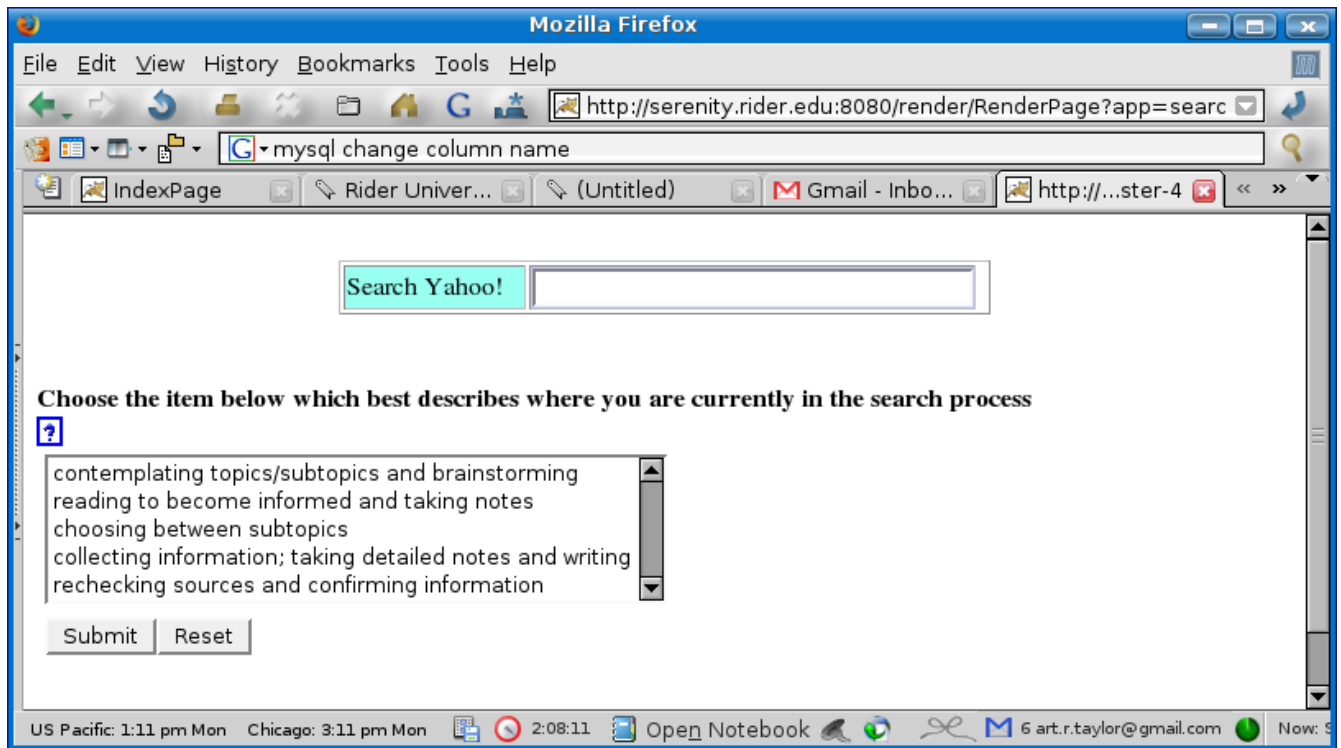 Mozilla Firefox
File Edit View History Bookmarks Tools Help
G http://serenity.rider.edu:8080/render/RenderPage?app=searc
G mysql change column name
IndexPage Rider Univer... (Untitled) Gmail - Inbo... http://...ster-4 << >>
Search Yahoo!
Choose the item below which best describes where you are currently in the search process
?
contemplating topics/subtopics and brainstorming
reading to become informed and taking notes
choosing between subtopics
collecting information; taking detailed notes and writing
rechecking sources and confirming information
Submit Reset
US Pacific: 1:11 pm Mon Chicago: 3:11 pm Mon 2:08:11 Open Notebook 6 art.r.taylor@gmail.com Now: S